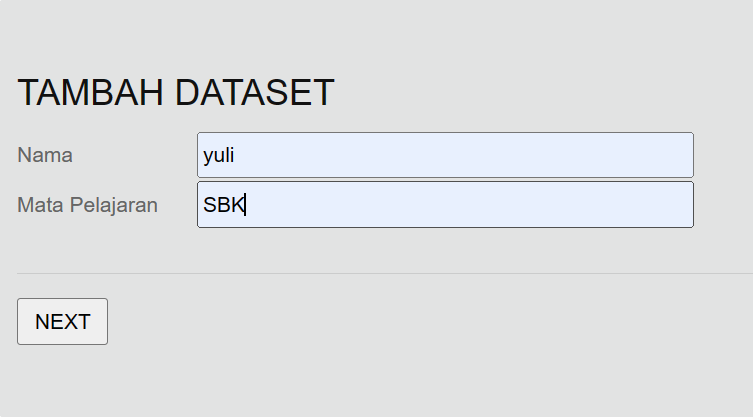 TAMBAH DATASET
Nama yuli
Mata Pelajaran SBK
NEXT